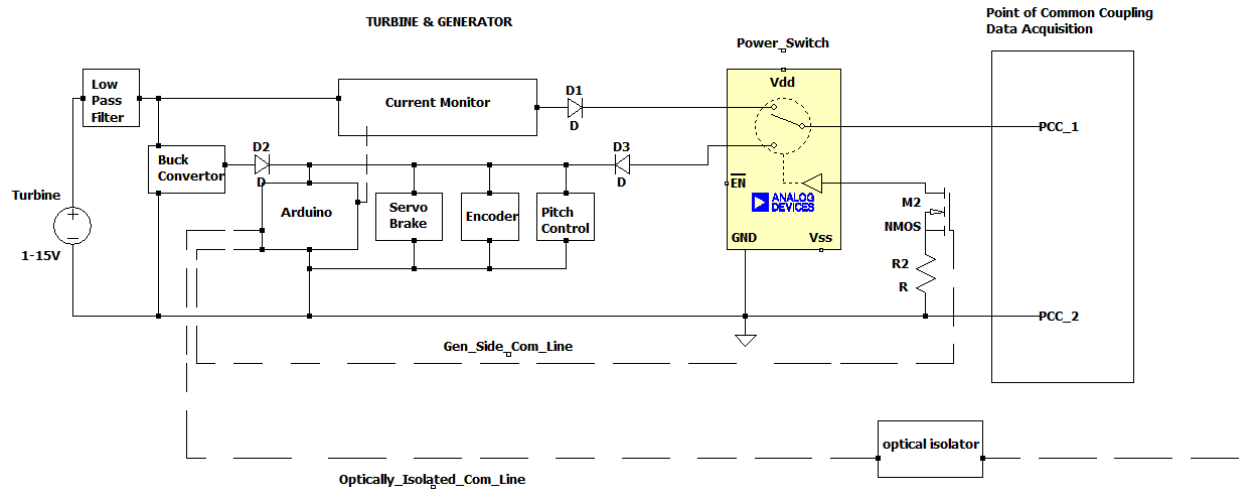 TURBINE & GENERATOR
Point of Common Coupling
Data Acquisition
Power_Switch
Low
Pass
Filter
Current Monitor
D1
D
Vdd
PCC_1
Buck
Convertor
D2
D
D3
D
EN
ANALOG
DEVICES
Turbine
1-15V
Arduino
Servo
Brake
Encoder
Pitch
Control
M2
NMOS
GND
Vss
R2
R
PCC_2
Gen_Side_Com_Line
optical isolator
Optically_Isolated_Com_Line